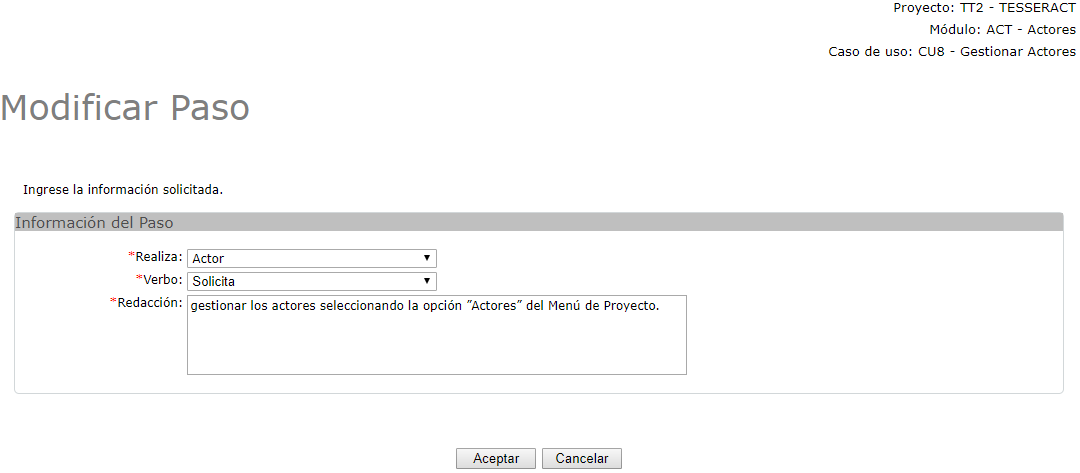 Proyecto: TT2 - TESSERACT
Módulo: ACT - Actores
Caso de uso: CU8 - Gestionar Actores
Modificar Paso
Ingrese la información solicitada.
Información del Paso
*Realiza: Actor
*Verbo: Solicita
*Redacción: gestionar los actores seleccionando la opción ”Actores” del Menú de Proyecto.
Aceptar Cancelar